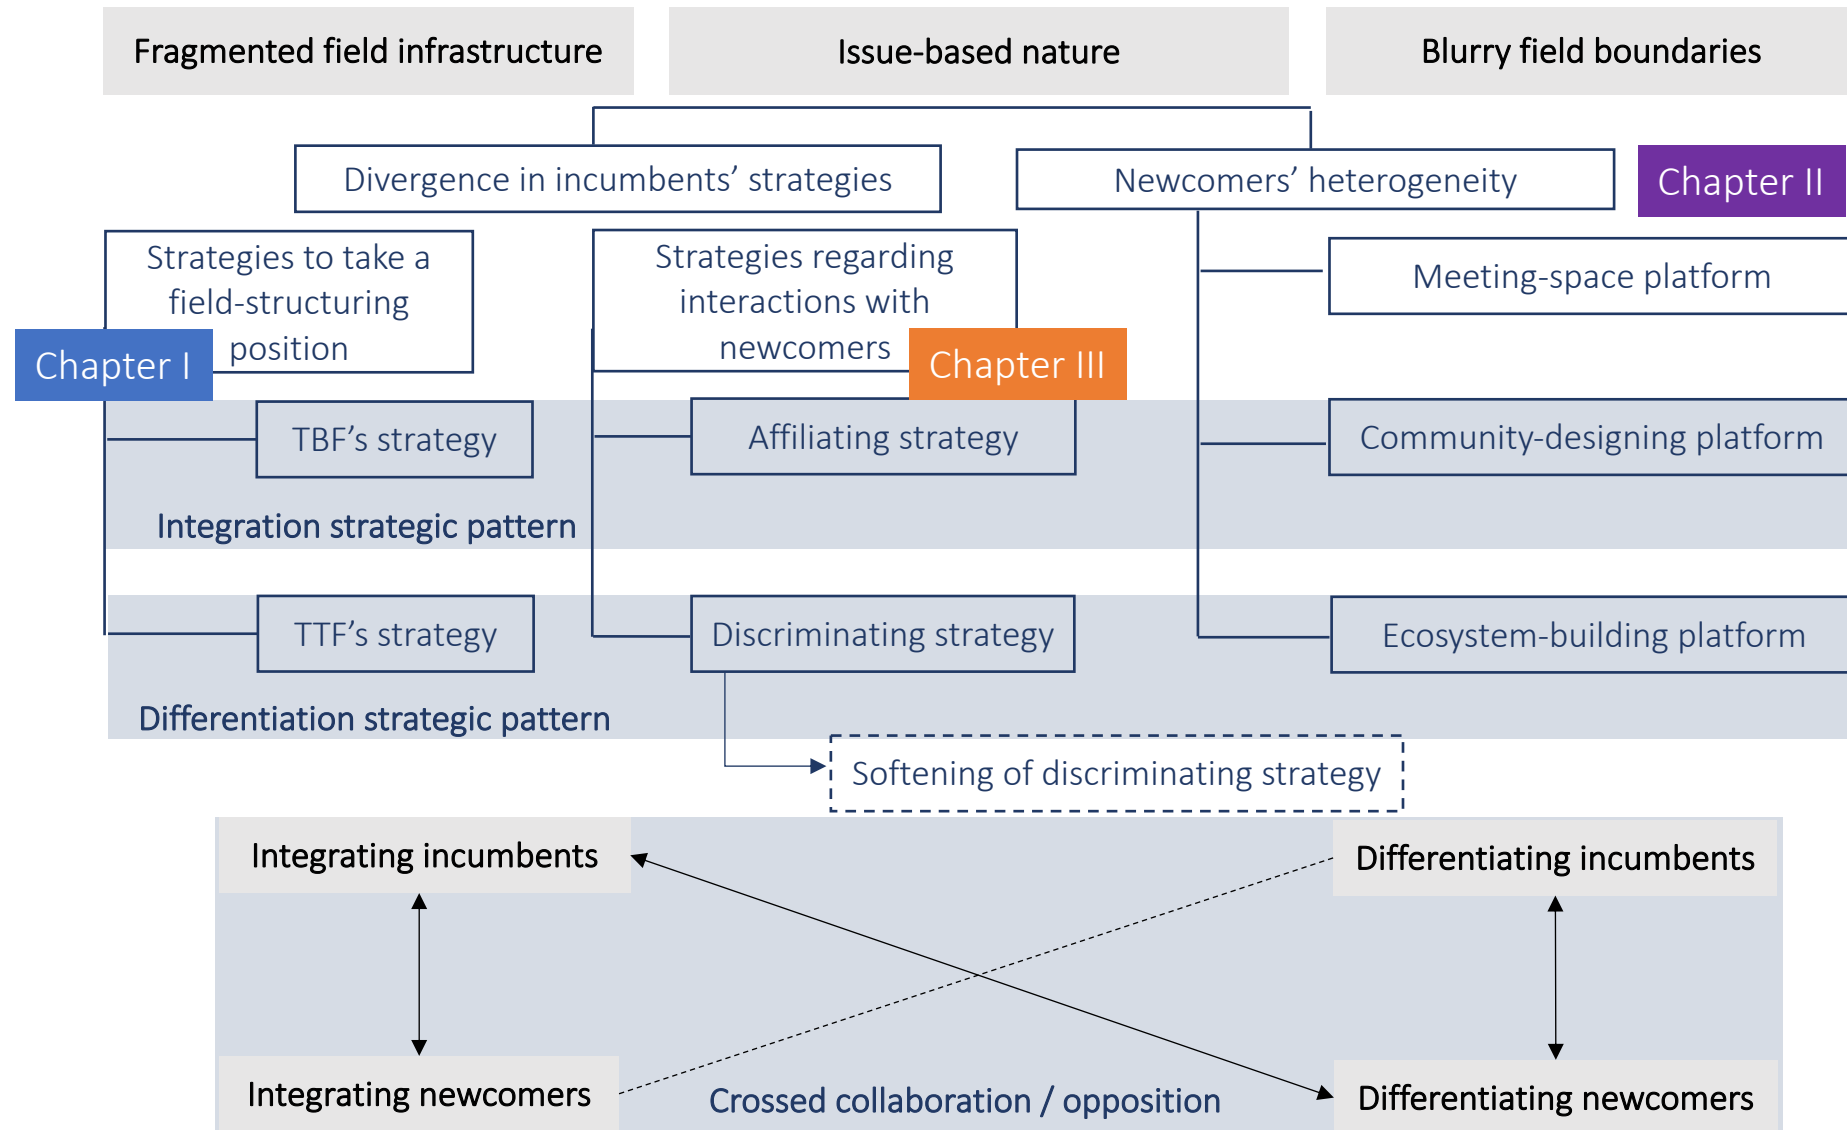 Fragmented field infrastructure
Issue-based nature
Blurry field boundaries
Divergence in incumbents’ strategies
Newcomers’ heterogeneity
Chapter II
Strategies to take a
field-structuring
position
Chapter I
Strategies regarding
interactions with
newcomers
Chapter III
Meeting-space platform
TBF’s strategy
Affiliating strategy
Community-designing platform
Integration strategic pattern
TTF’s strategy
Discriminating strategy
Ecosystem-building platform
Differentiation strategic pattern
Softening of discriminating strategy
Integrating incumbents
Differentiating incumbents
Integrating newcomers
Crossed collaboration / opposition
Differentiating newcomers